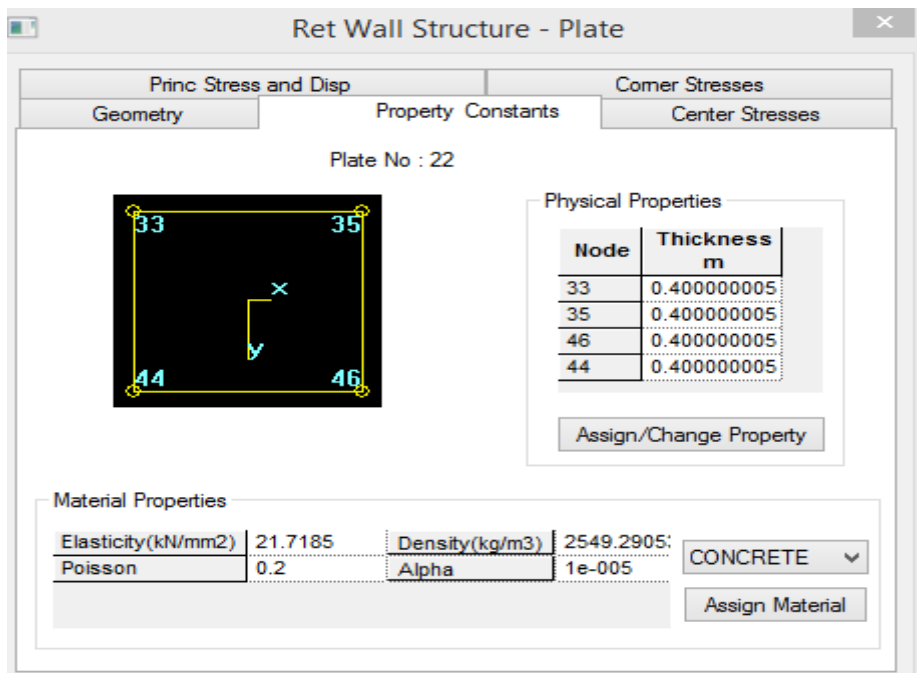 Ret Wall Structure - Plate
Princ Stress and Disp
Corner Stresses
Geometry
Property Constants
Center Stresses
Plate No : 22
33 35
x
y
44 46
Physical Properties
Node Thickness m
33 0.400000005
35 0.400000005
46 0.400000005
44 0.400000005
Assign/Change Property
Material Properties
Elasticity(kN/mm2) 21.7185 Density(kg/m3) 2549.2905
Poisson 0.2 Alpha 1e-005
CONCRETE
Assign Material